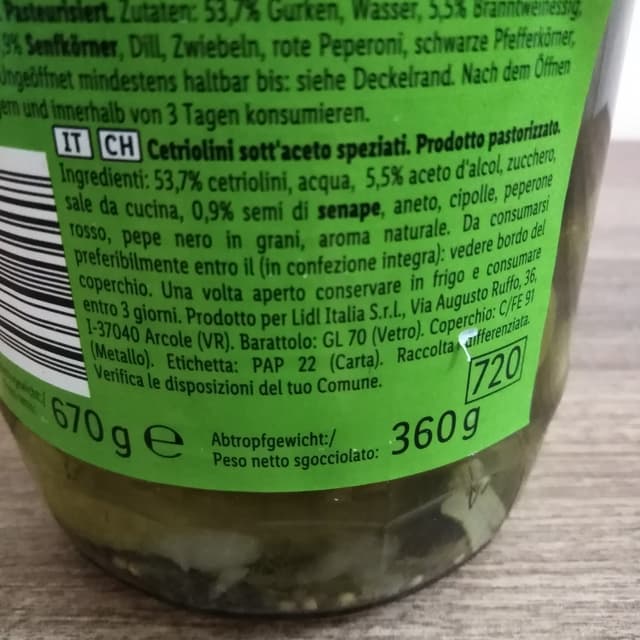 Pasteurisiert. Zutaten: 53,7% Gurken, Wasser, 5,5% Branntweinessig,
9% Senfkörner, Dill, Zwiebeln, rote Peperoni, schwarze Pfefferkörner,
Ungeöffnet mindestens haltbar bis: siehe Deckelrand. Nach dem Öffnen
ern und innerhalb von 3 Tagen konsumieren.
IT CH Cetriolini sott'aceto speziati. Prodotto pastorizzato.
Ingredienti: 53,7% cetriolini, acqua, 5,5% aceto d'alcol, zucchero,
sale da cucina, 0,9% semi di senape, aneto, cipolle, peperone
rosso, pepe nero in grani, aroma naturale. Da consumarsi
preferibilmente entro il (in confezione integra): vedere bordo del
coperchio. Una volta aperto conservare in frigo e consumare
entro 3 giorni. Prodotto per Lidl Italia S.r.l., Via Augusto Ruffo, 36,
I-37040 Arcole (VR). Barattolo: GL 70 (Vetro). Coperchio: C/FE 91
(Metallo). Etichetta: PAP 22 (Carta). Raccolta differenziata.
Verifica le disposizioni del tuo Comune.
720
670 g e
Abtropfgewicht:/
Peso netto sgocciolato: 360 g